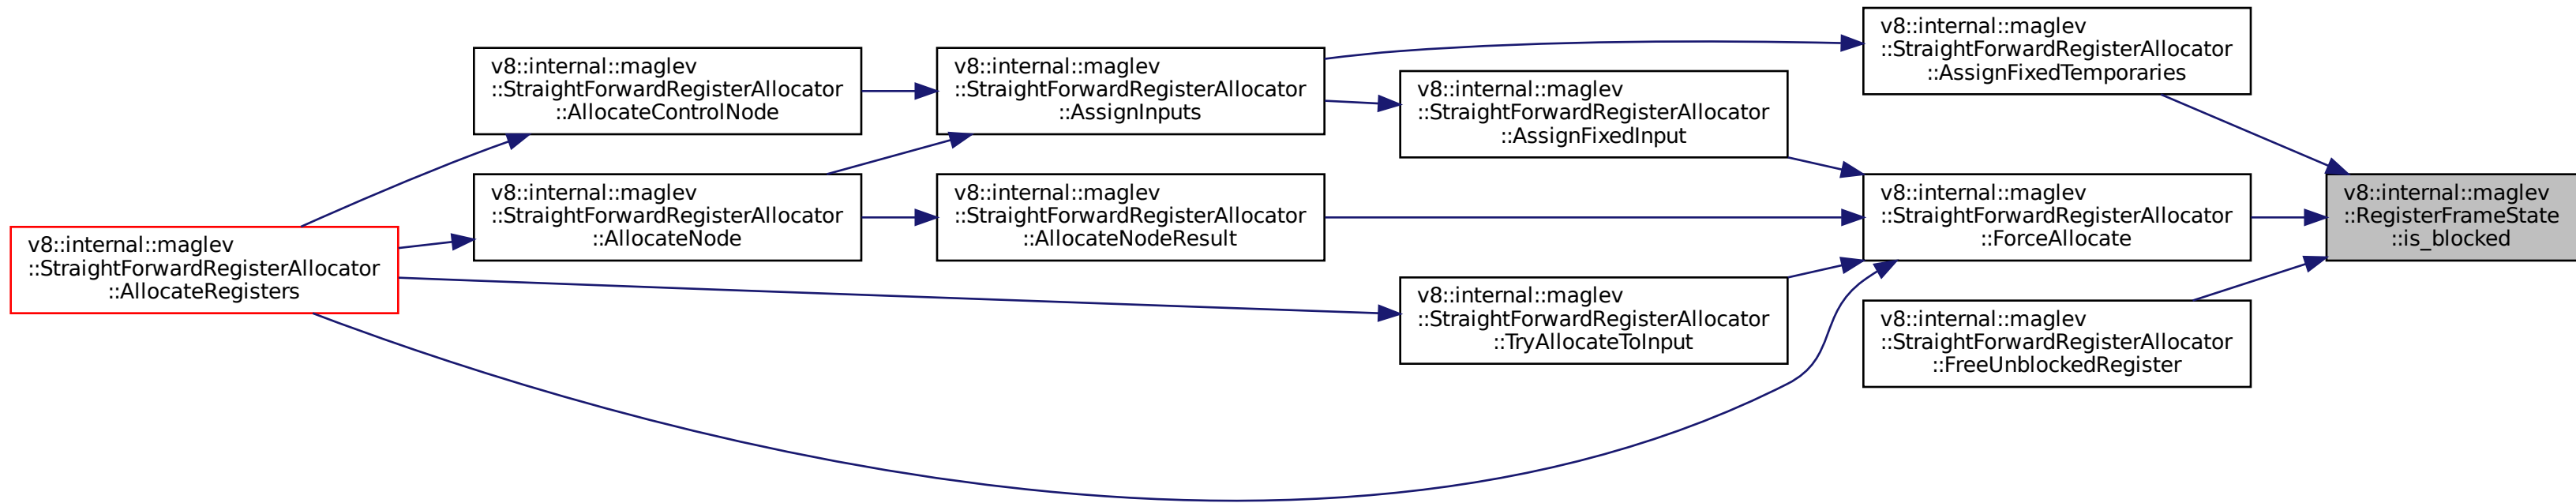 v8::internal::maglev
::StraightForwardRegisterAllocator
::AllocateRegisters
v8::internal::maglev
::StraightForwardRegisterAllocator
::AllocateControlNode
v8::internal::maglev
::StraightForwardRegisterAllocator
::AllocateNode
v8::internal::maglev
::StraightForwardRegisterAllocator
::AssignInputs
v8::internal::maglev
::StraightForwardRegisterAllocator
::AllocateNodeResult
v8::internal::maglev
::StraightForwardRegisterAllocator
::AssignFixedInput
v8::internal::maglev
::StraightForwardRegisterAllocator
::TryAllocateToInput
v8::internal::maglev
::StraightForwardRegisterAllocator
::AssignFixedTemporaries
v8::internal::maglev
::StraightForwardRegisterAllocator
::ForceAllocate
v8::internal::maglev
::StraightForwardRegisterAllocator
::FreeUnblockedRegister
v8::internal::maglev
::RegisterFrameState
::is_blocked